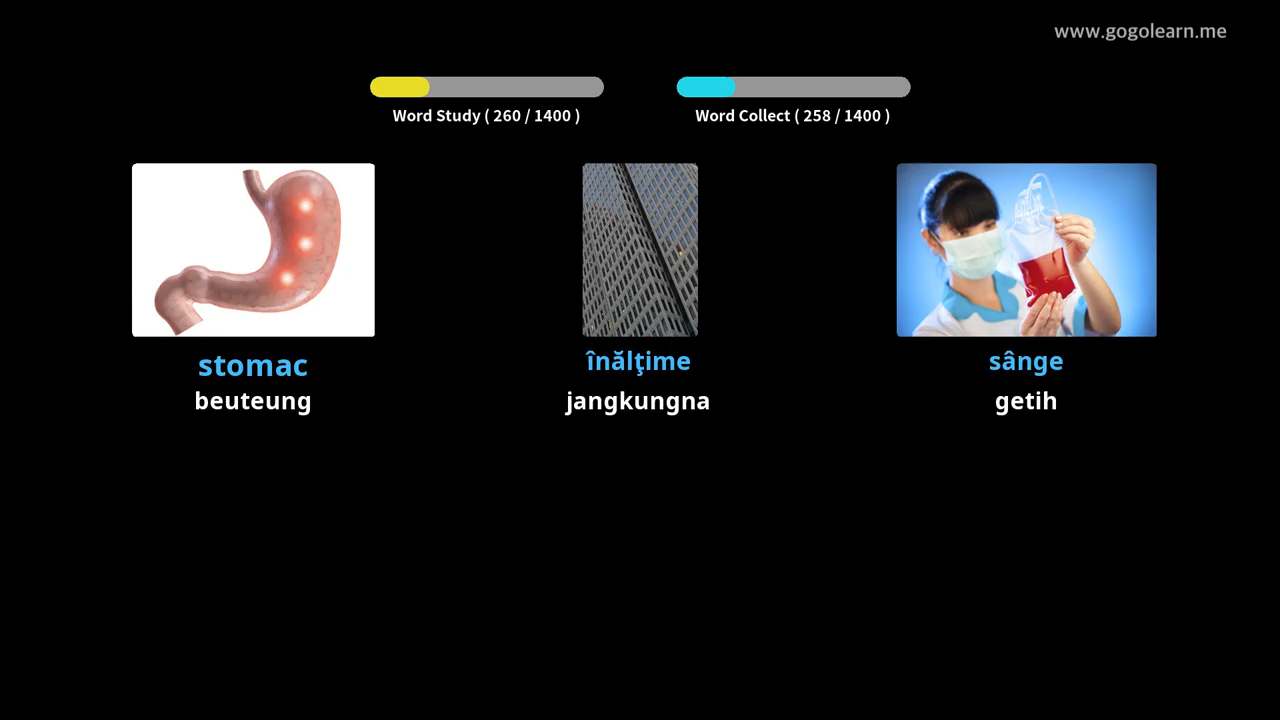 www.gogolearn.me
Word Study ( 260 / 1400 )
Word Collect ( 258 / 1400 )
stomac
înălţime
sânge
beuteung
jangkungna
getih